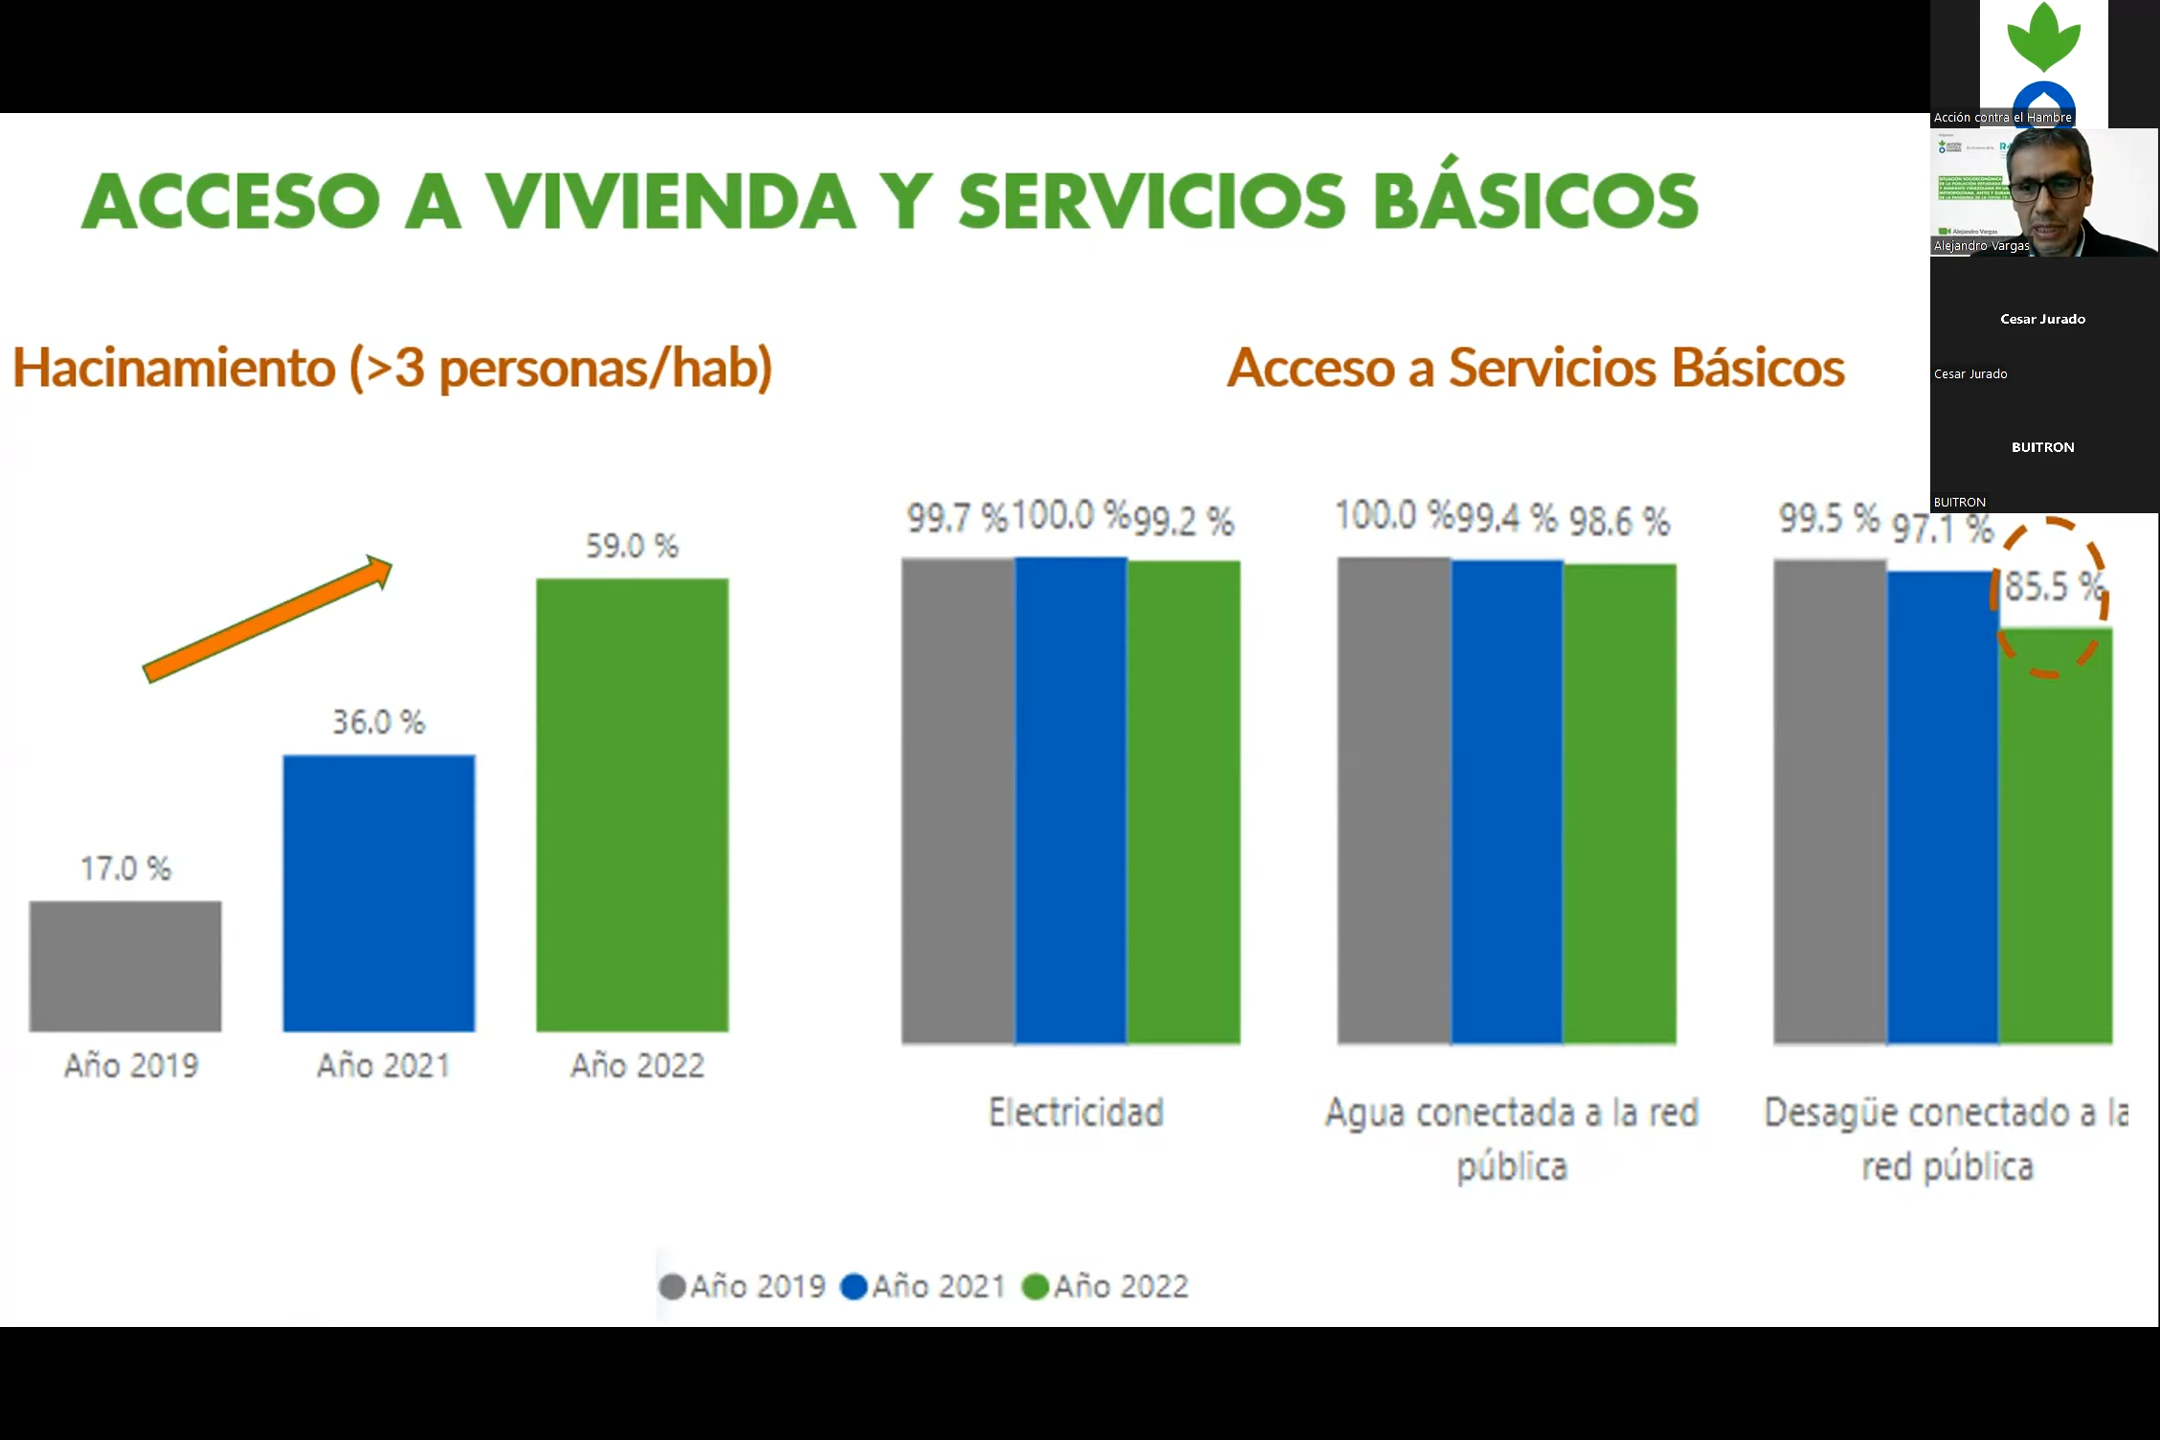 ACCESO A VIVIENDA Y SERVICIOS BÁSICOS
Hacinamiento (>3 personas/hab)
17.0 %
36.0 %
59.0 %
Año 2019
Año 2021
Año 2022
Acceso a Servicios Básicos
99.7 %
100.0 %
99.2 %
100.0 %
99.4 %
98.6 %
99.5 %
97.1 %
85.5 %
Electricidad
Agua conectada a la red
pública
Desagüe conectado a la
red pública
Año 2019 Año 2021 Año 2022
Acción contra el Hambre
Alejandro Vargas
Alejandro Vargas
Cesar Jurado
Cesar Jurado
BUITRON
BUITRON